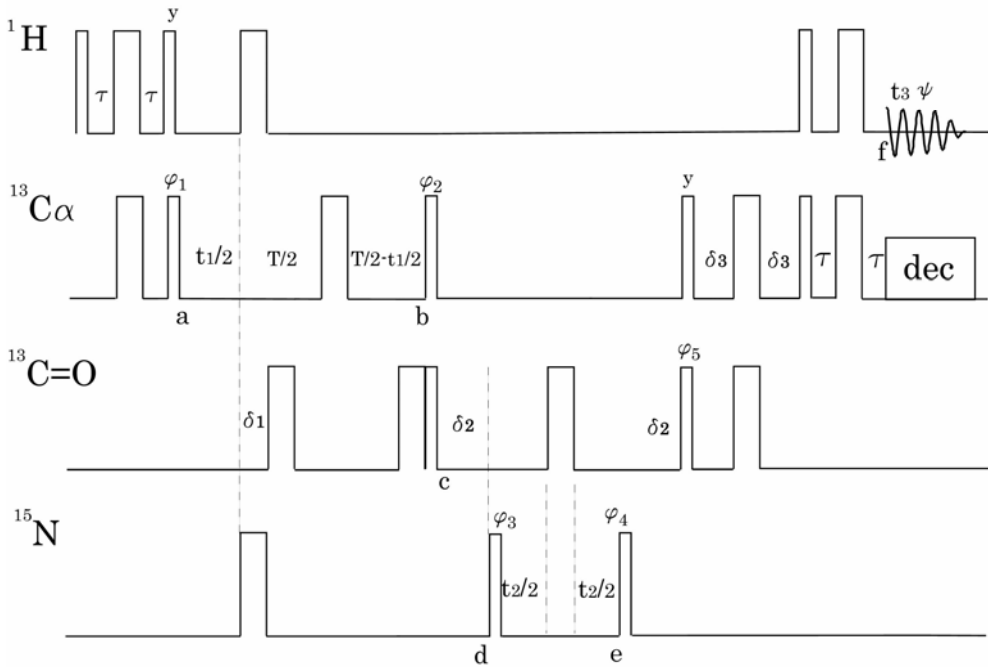 y
¹H τ τ t₃ ψ
f
¹³Cα φ₁ φ₂ y
t₁/2 T/2 T/2-t₁/2 δ₃ δ₃ τ τ dec
a b
¹³C=O φ₅
δ₁ δ₂ δ₂
c
¹⁵N φ₃ φ₄
t₂/2 t₂/2
d e